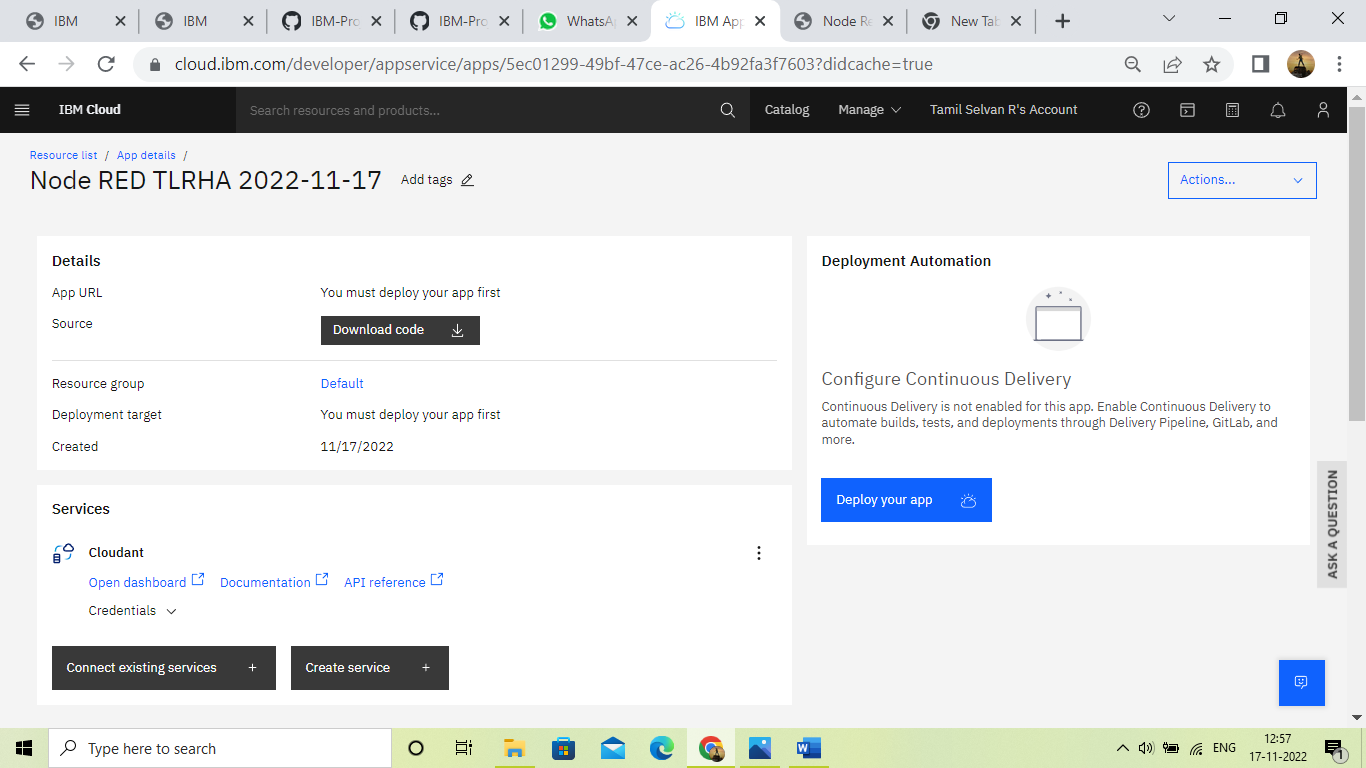 IBM
IBM
IBM-Pro
IBM-Pro
WhatsA
IBM App
Node Re
New Tab
cloud.ibm.com/developer/appservice/apps/5ec01299-49bf-47ce-ac26-4b92fa3f7603?didcache=true
IBM Cloud
Search resources and products...
Catalog
Manage
Tamil Selvan R's Account
Resource list / App details /
Node RED TLRHA 2022-11-17
Add tags
Actions...
Details
App URL You must deploy your app first
Source Download code
Resource group Default
Deployment target You must deploy your app first
Created 11/17/2022
Services
Cloudant
Open dashboard Documentation API reference
Credentials
Connect existing services +
Create service +
Deployment Automation
Configure Continuous Delivery
Continuous Delivery is not enabled for this app. Enable Continuous Delivery to
automate builds, tests, and deployments through Delivery Pipeline, GitLab, and
more.
Deploy your app
ASK A QUESTION
Type here to search
ENG
12:57
17-11-2022
1